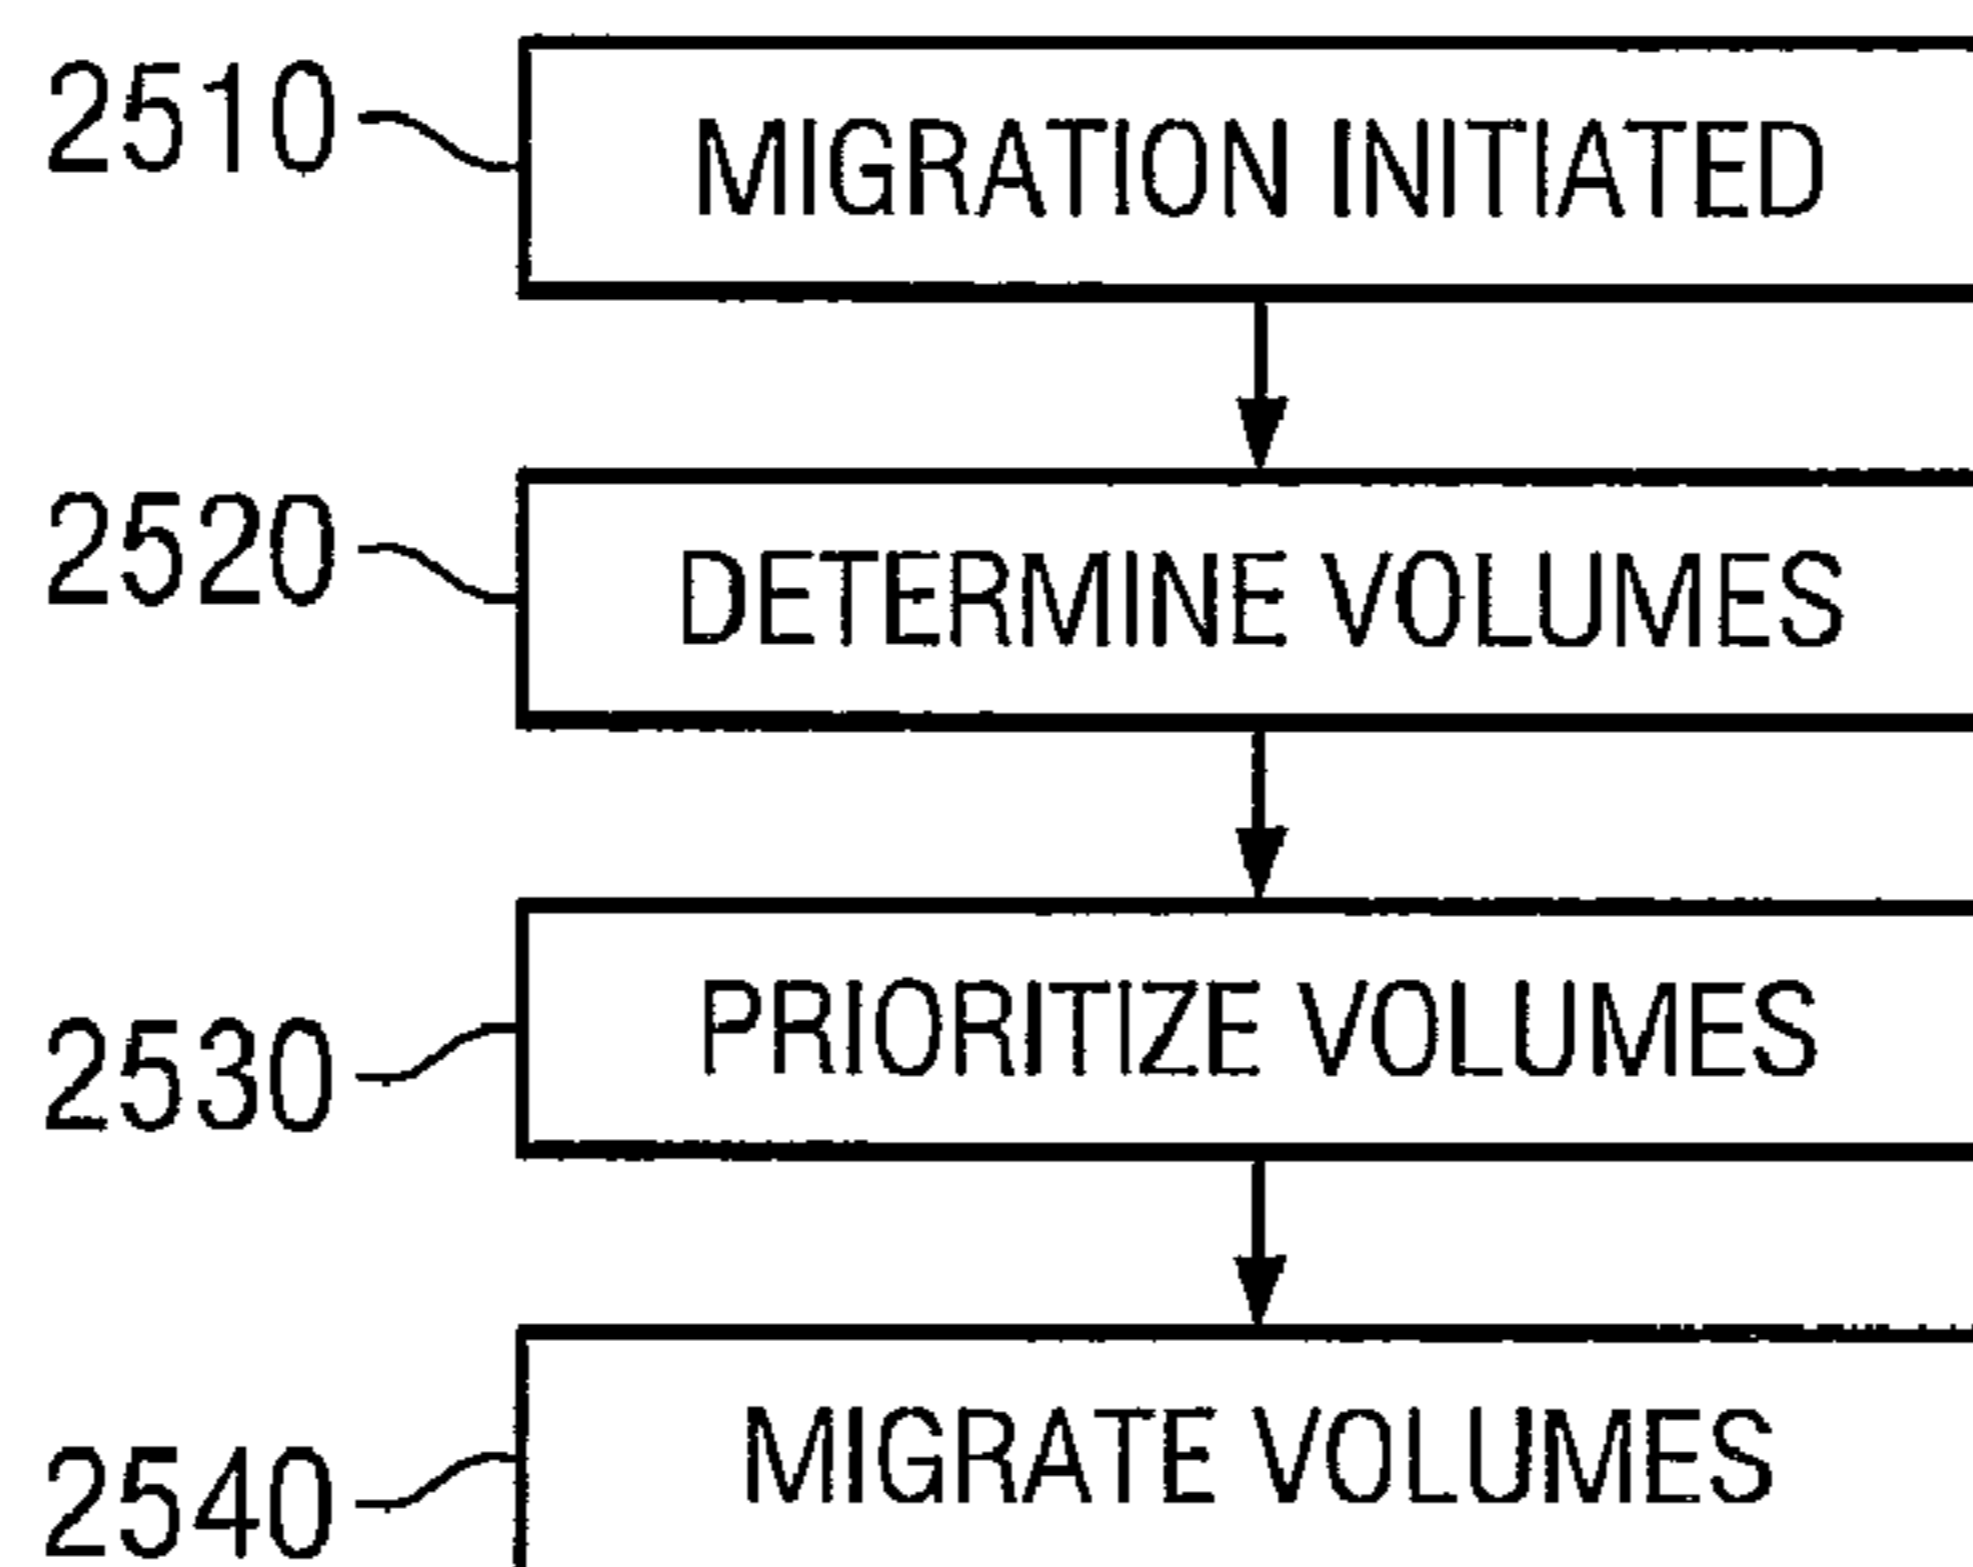 2510 MIGRATION INITIATED
2520 DETERMINE VOLUMES
2530 PRIORITIZE VOLUMES
2540 MIGRATE VOLUMES